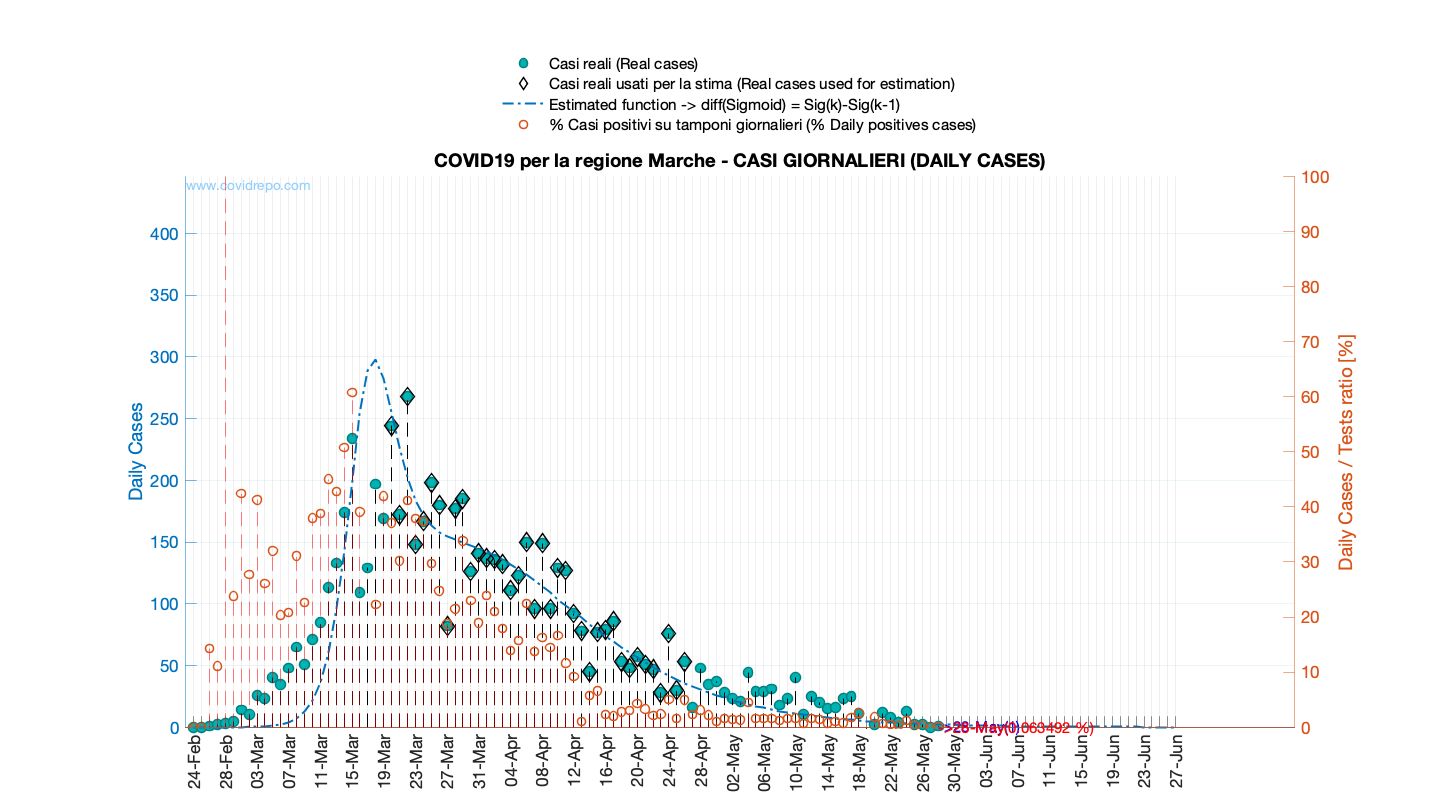 Casi reali (Real cases)
Casi reali usati per la stima (Real cases used for estimation)
Estimated function -> diff(Sigmoid) = Sig(k)-Sig(k-1)
% Casi positivi su tamponi giornalieri (% Daily positives cases)
COVID19 per la regione Marche - CASI GIORNALIERI (DAILY CASES)
www.covidrepo.com
Daily Cases
400
350
300
250
200
150
100
50
0
100
90
80
70
60
50
40
30
20
10
0
Daily Cases / Tests ratio [%]
24-Feb
28-Feb
03-Mar
07-Mar
11-Mar
15-Mar
19-Mar
23-Mar
27-Mar
31-Mar
04-Apr
08-Apr
12-Apr
16-Apr
20-Apr
24-Apr
28-Apr
02-May
06-May
10-May
14-May
18-May
22-May
26-May
30-May
03-Jun
07-Jun
11-Jun
15-Jun
19-Jun
23-Jun
27-Jun